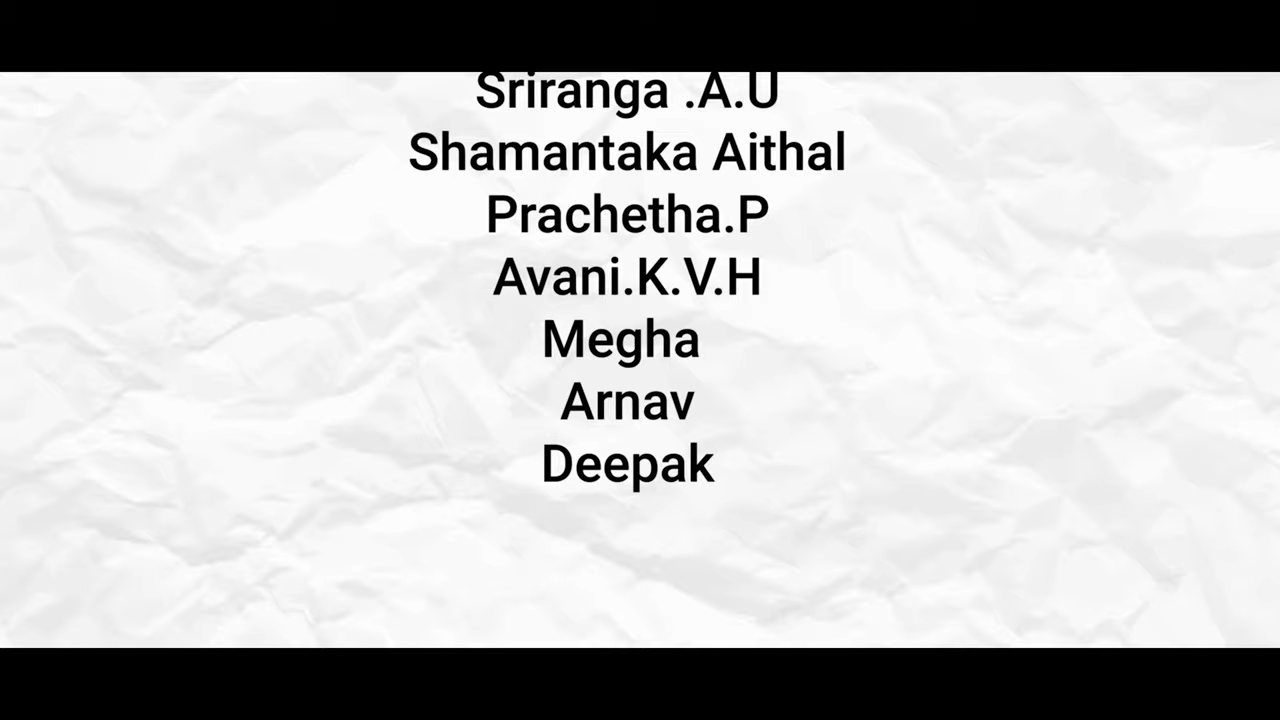 Sriranga .A.U
Shamantaka Aithal
Prachetha.P
Avani.K.V.H
Megha
Arnav
Deepak